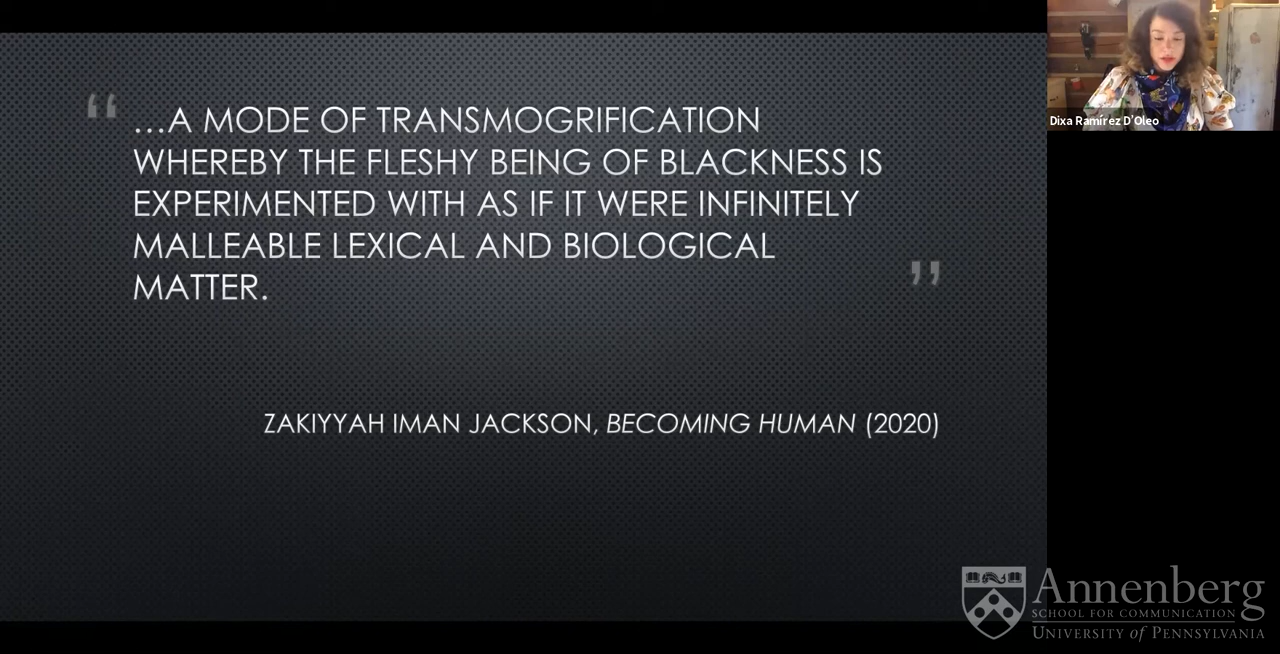 “
…A MODE OF TRANSMOGRIFICATION
WHEREBY THE FLESHY BEING OF BLACKNESS IS
EXPERIMENTED WITH AS IF IT WERE INFINITELY
MALLEABLE LEXICAL AND BIOLOGICAL
MATTER.
”
ZAKIYYAH IMAN JACKSON, BECOMING HUMAN (2020)
Dixa Ramírez D'Oleo
Annenberg
SCHOOL FOR COMMUNICATION
UNIVERSITY of PENNSYLVANIA